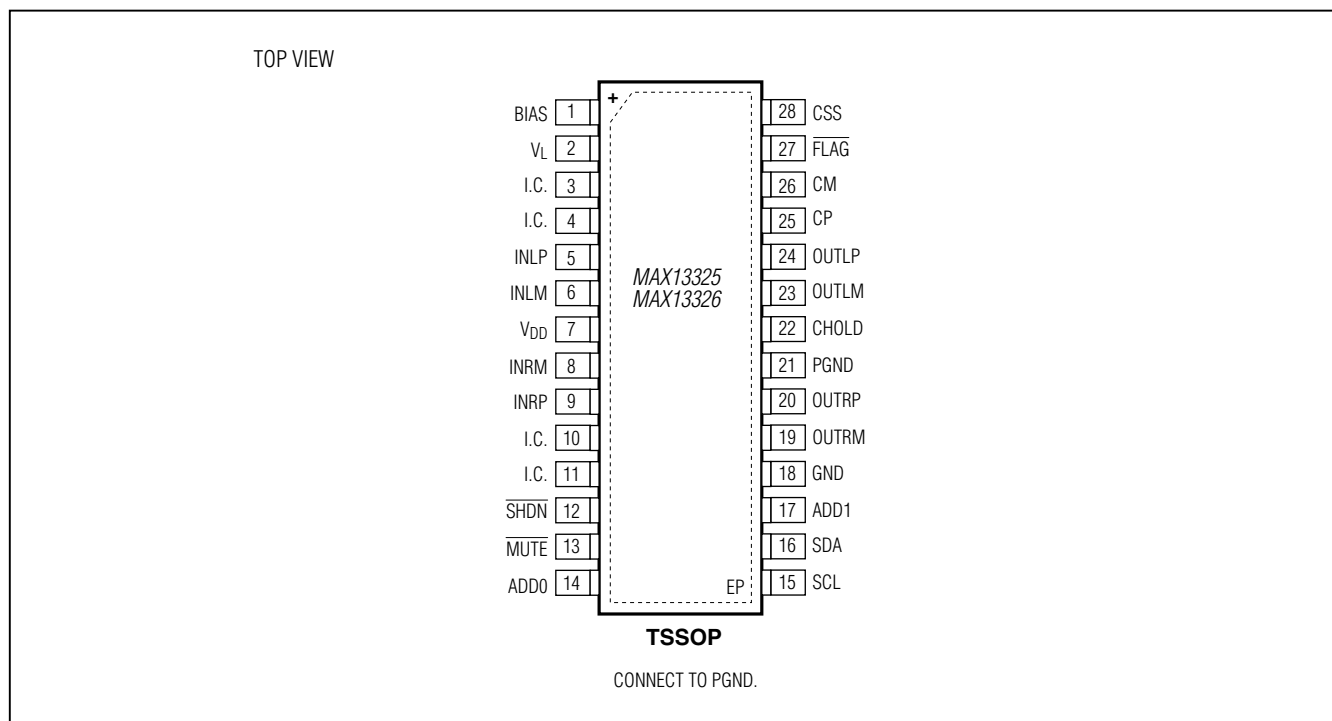 TOP VIEW
+
BIAS 1
VL 2
I.C. 3
I.C. 4
INLP 5
INLM 6
VDD 7
INRM 8
INRP 9
I.C. 10
I.C. 11
SHDN 12
MUTE 13
ADD0 14
MAX13325
MAX13326
28 CSS
27 FLAG
26 CM
25 CP
24 OUTLP
23 OUTLM
22 CHOLD
21 PGND
20 OUTRP
19 OUTRM
18 GND
17 ADD1
16 SDA
15 SCL
EP
TSSOP
CONNECT TO PGND.